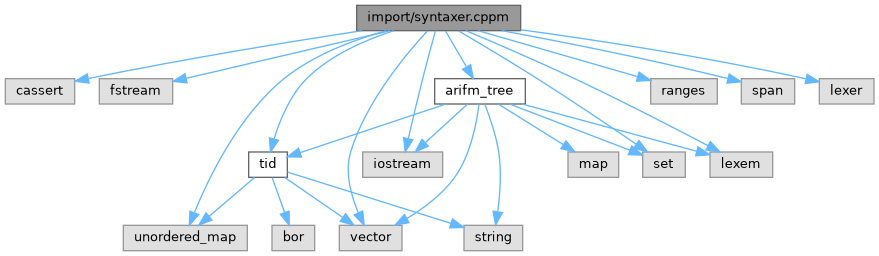 import/syntaxer.cppm
cassert
fstream
arifm_tree
ranges
span
lexer
tid
iostream
map
set
lexem
unordered_map
bor
vector
string